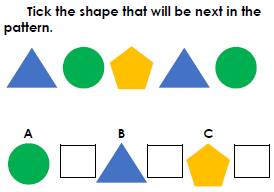 Tick the shape that will be next in the
pattern.
A B C